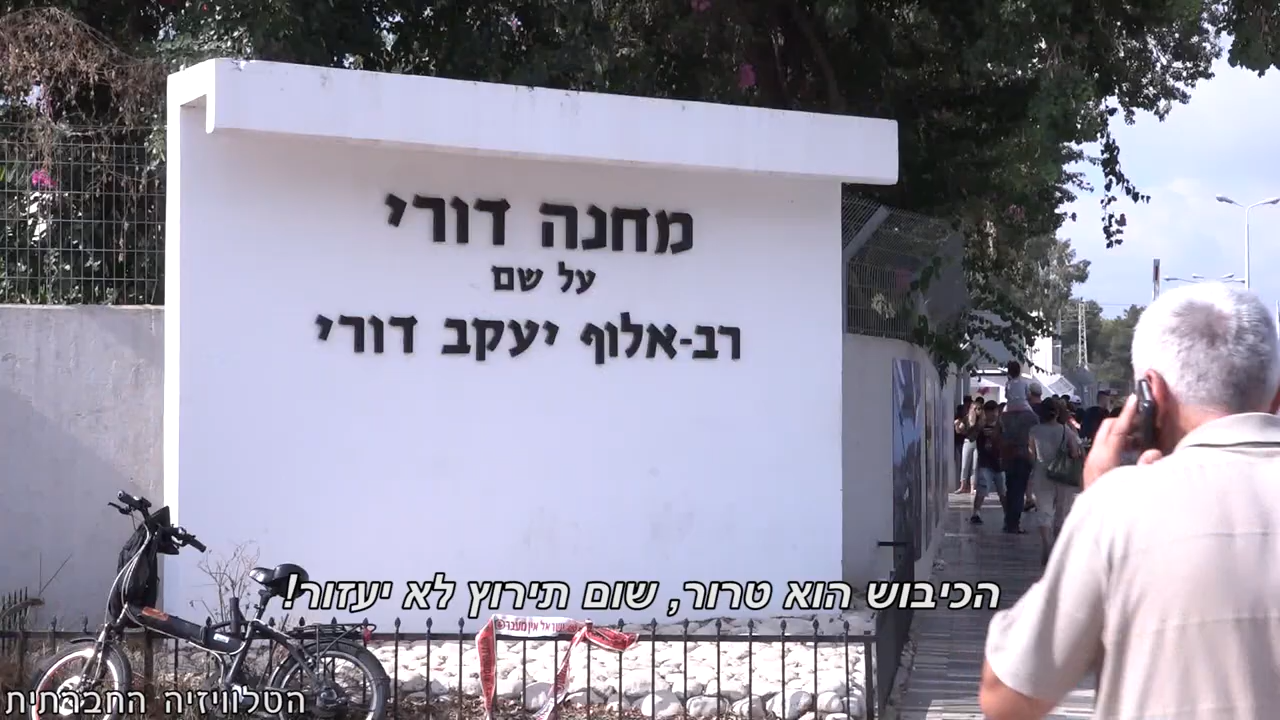 מחנה דורי
על שם
רב-אלוף יעקב דורי
הכיבוש הוא טרור, שום תירוץ לא יעזור!
הטלוויזיה החברתית